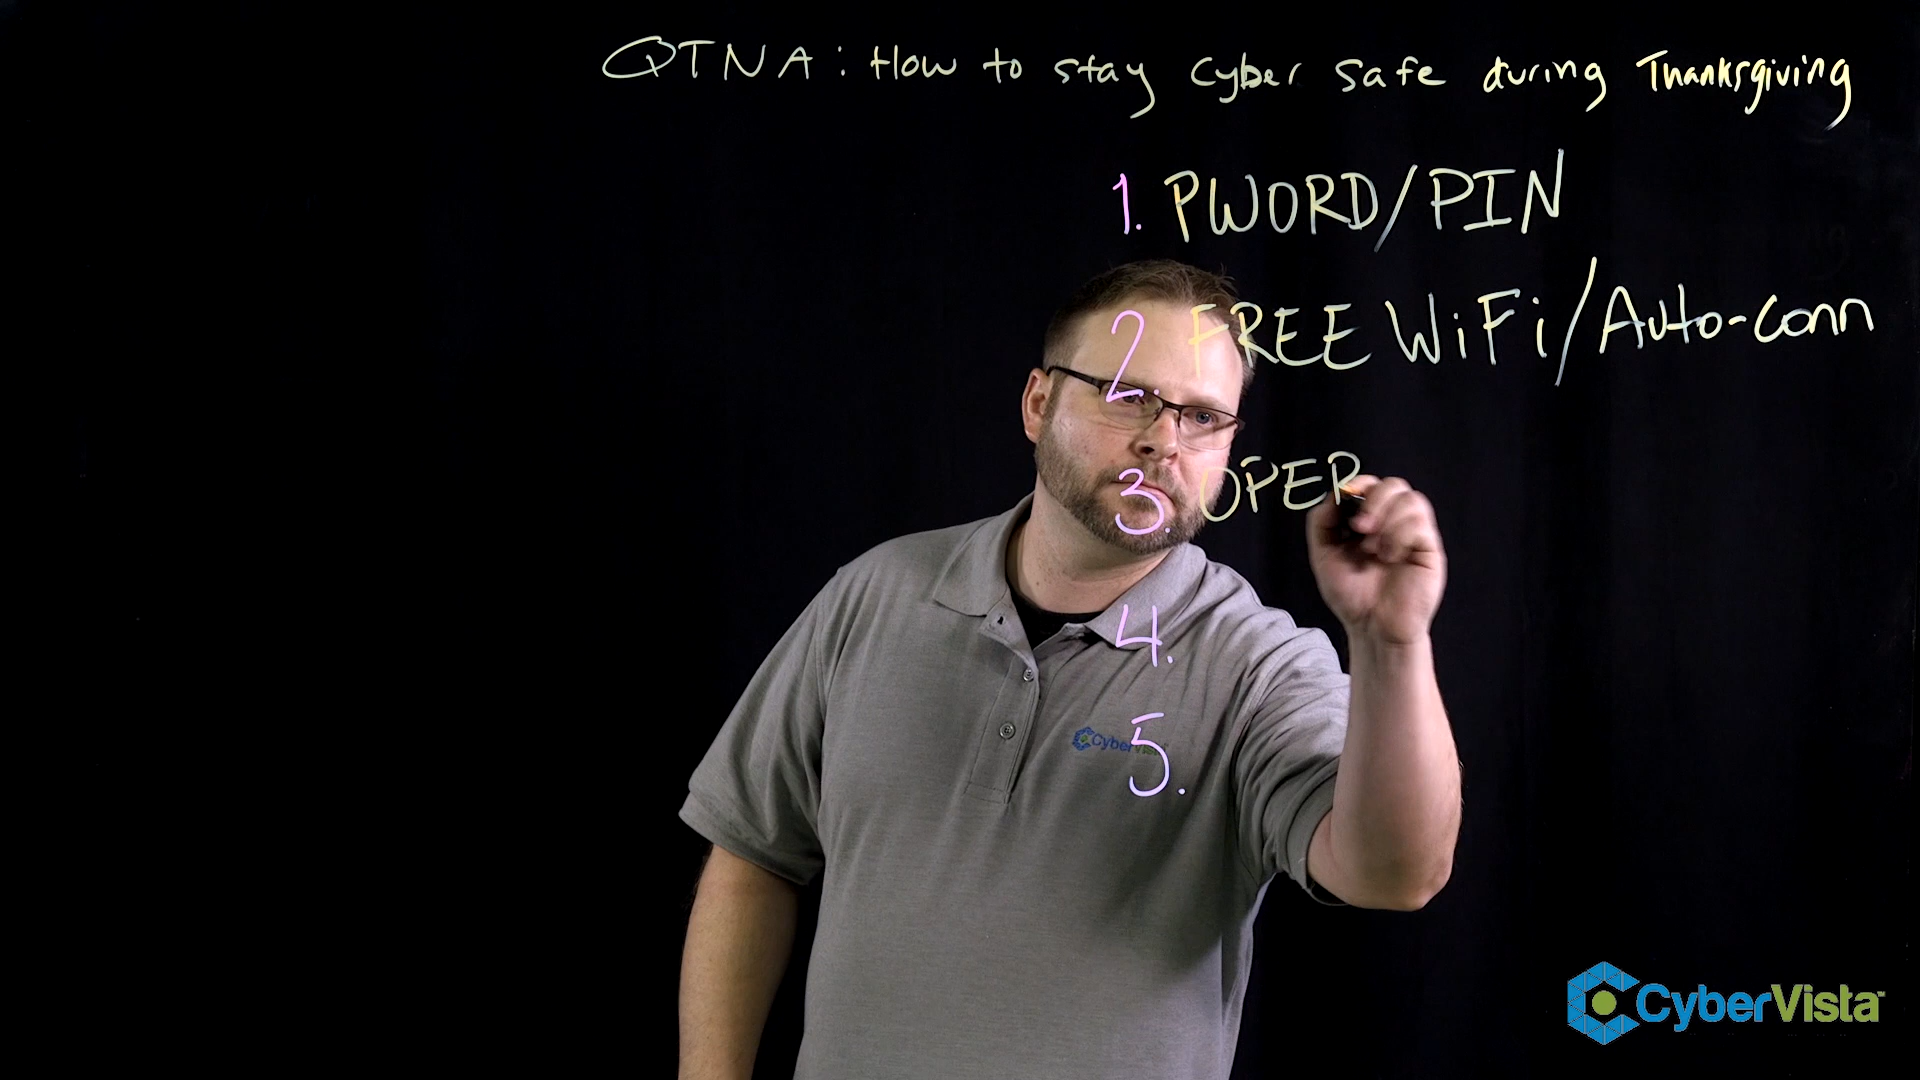 QTNA: How to stay cyber safe during Thanksgiving
1. PWORD/PIN
2. FREE WiFi/Auto-conn
3. OPER
4.
5.
CyberVista
CyberVista™